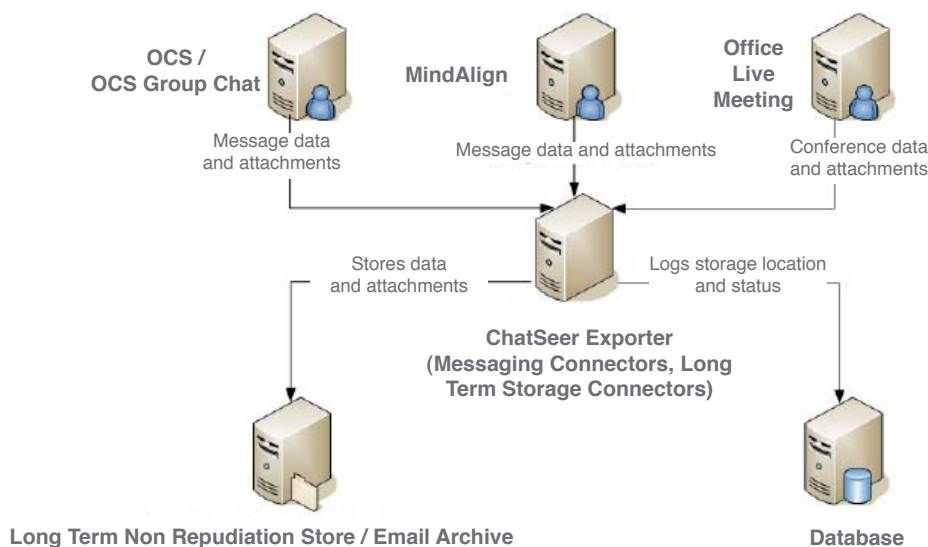 OCS /
OCS Group Chat
MindAlign
Office
Live
Meeting
Message data
and attachments
Message data and attachments
Conference data
and attachments
Stores data
and attachments
Logs storage location
and status
ChatSeer Exporter
(Messaging Connectors, Long
Term Storage Connectors)
Long Term Non Repudiation Store / Email Archive
Database